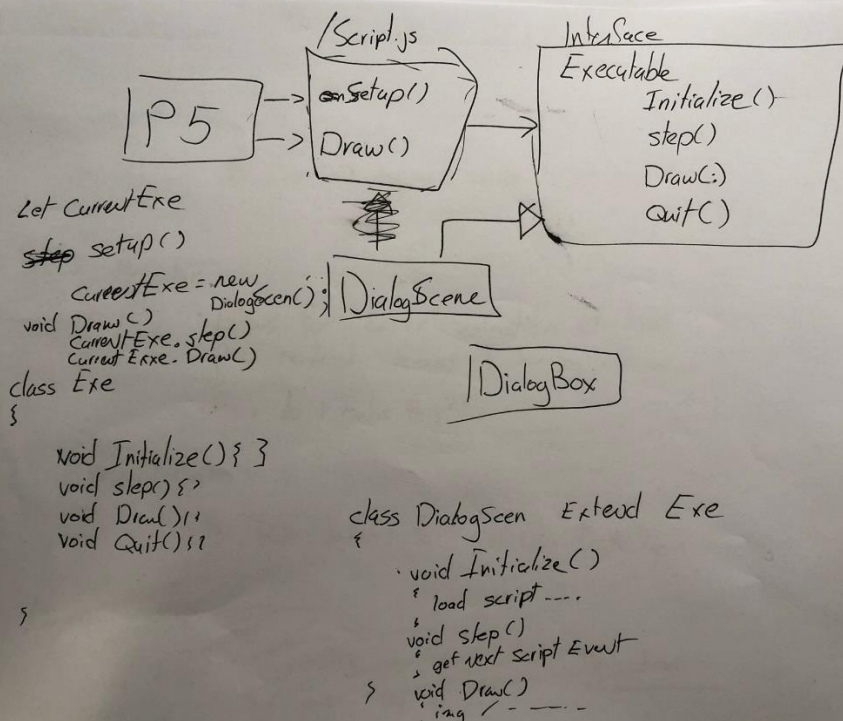 /Script.js
Interface
P5
Setup()
Draw()
Executable
Initialize()
step()
Draw(:)
Quit()
Let CurrentExe
step setup()
CurrentExe = new
DialogScen();
void Draw()
CurrentExe.step()
Current Exxe. Draw()
DialogScene
DialogBox
class Exe
{
void Initialize(){ }
void step(){
void Draw()
void Quit(){
}
class DialogScen Extend Exe
{
void Initialize()
{ load script ----.
}
void step()
{ get next script Event
}
void Draw()
{ img / - - - - -
}